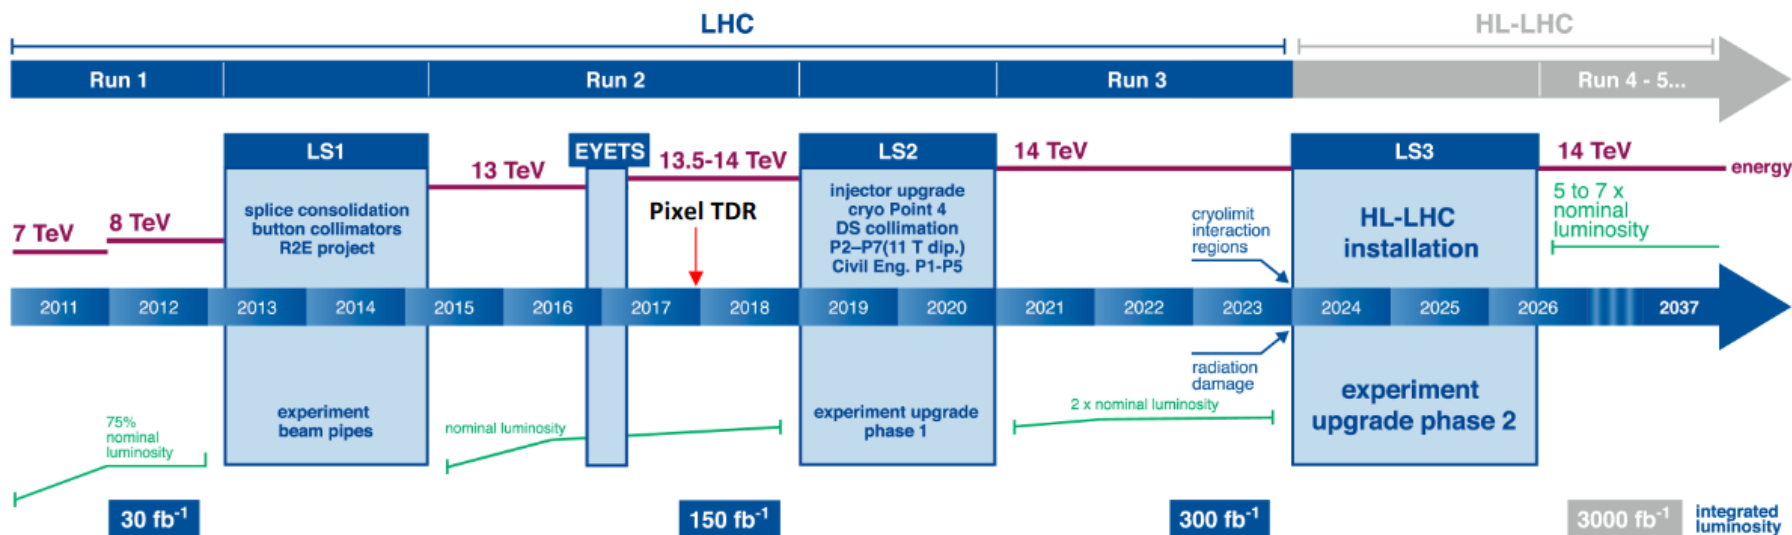 LHC
HL-LHC
Run 1
Run 2
Run 3
Run 4 - 5...
LS1
EYETS
LS2
LS3
7 TeV
8 TeV
13 TeV
13.5-14 TeV
14 TeV
14 TeV
energy
splice consolidation
button collimators
R2E project
Pixel TDR
injector upgrade
cryo Point 4
DS collimation
P2–P7(11 T dip.)
Civil Eng. P1-P5
cryolimit
interaction
regions
HL-LHC
installation
5 to 7 x
nominal
luminosity
2011
2012
2013
2014
2015
2016
2017
2018
2019
2020
2021
2022
2023
2024
2025
2026
2037
radiation
damage
75%
nominal
luminosity
experiment
beam pipes
nominal luminosity
experiment upgrade
phase 1
2 x nominal luminosity
experiment
upgrade phase 2
30 fb⁻¹
150 fb⁻¹
300 fb⁻¹
3000 fb⁻¹
integrated
luminosity